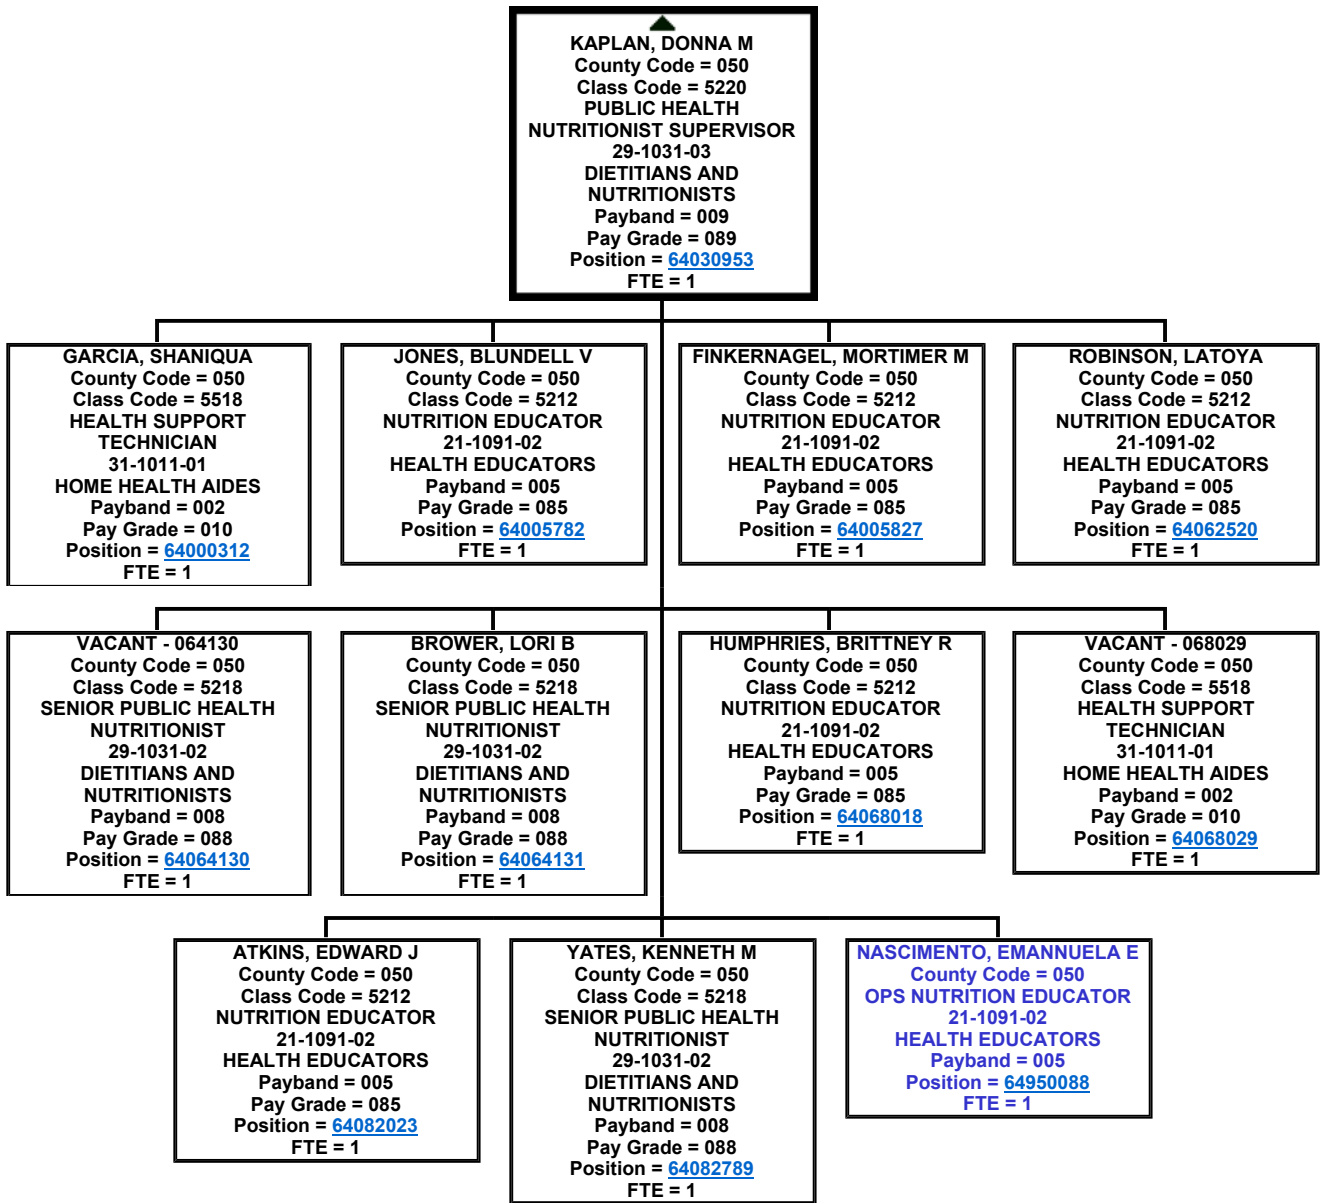 KAPLAN, DONNA M
County Code = 050
Class Code = 5220
PUBLIC HEALTH
NUTRITIONIST SUPERVISOR
29-1031-03
DIETITIANS AND
NUTRITIONISTS
Payband = 009
Pay Grade = 089
Position = 64030953
FTE = 1
GARCIA, SHANIQUA
County Code = 050
Class Code = 5518
HEALTH SUPPORT
TECHNICIAN
31-1011-01
HOME HEALTH AIDES
Payband = 002
Pay Grade = 010
Position = 64000312
FTE = 1
JONES, BLUNDELL V
County Code = 050
Class Code = 5212
NUTRITION EDUCATOR
21-1091-02
HEALTH EDUCATORS
Payband = 005
Pay Grade = 085
Position = 64005782
FTE = 1
FINKERNAGEL, MORTIMER M
County Code = 050
Class Code = 5212
NUTRITION EDUCATOR
21-1091-02
HEALTH EDUCATORS
Payband = 005
Pay Grade = 085
Position = 64005827
FTE = 1
ROBINSON, LATOYA
County Code = 050
Class Code = 5212
NUTRITION EDUCATOR
21-1091-02
HEALTH EDUCATORS
Payband = 005
Pay Grade = 085
Position = 64062520
FTE = 1
VACANT - 064130
County Code = 050
Class Code = 5218
SENIOR PUBLIC HEALTH
NUTRITIONIST
29-1031-02
DIETITIANS AND
NUTRITIONISTS
Payband = 008
Pay Grade = 088
Position = 64064130
FTE = 1
BROWER, LORI B
County Code = 050
Class Code = 5218
SENIOR PUBLIC HEALTH
NUTRITIONIST
29-1031-02
DIETITIANS AND
NUTRITIONISTS
Payband = 008
Pay Grade = 088
Position = 64064131
FTE = 1
HUMPHRIES, BRITTNEY R
County Code = 050
Class Code = 5212
NUTRITION EDUCATOR
21-1091-02
HEALTH EDUCATORS
Payband = 005
Pay Grade = 085
Position = 64068018
FTE = 1
VACANT - 068029
County Code = 050
Class Code = 5518
HEALTH SUPPORT
TECHNICIAN
31-1011-01
HOME HEALTH AIDES
Payband = 002
Pay Grade = 010
Position = 64068029
FTE = 1
ATKINS, EDWARD J
County Code = 050
Class Code = 5212
NUTRITION EDUCATOR
21-1091-02
HEALTH EDUCATORS
Payband = 005
Pay Grade = 085
Position = 64082023
FTE = 1
YATES, KENNETH M
County Code = 050
Class Code = 5218
SENIOR PUBLIC HEALTH
NUTRITIONIST
29-1031-02
DIETITIANS AND
NUTRITIONISTS
Payband = 008
Pay Grade = 088
Position = 64082789
FTE = 1
NASCIMENTO, EMANNUELA E
County Code = 050
OPS NUTRITION EDUCATOR
21-1091-02
HEALTH EDUCATORS
Payband = 005
Position = 64950088
FTE = 1